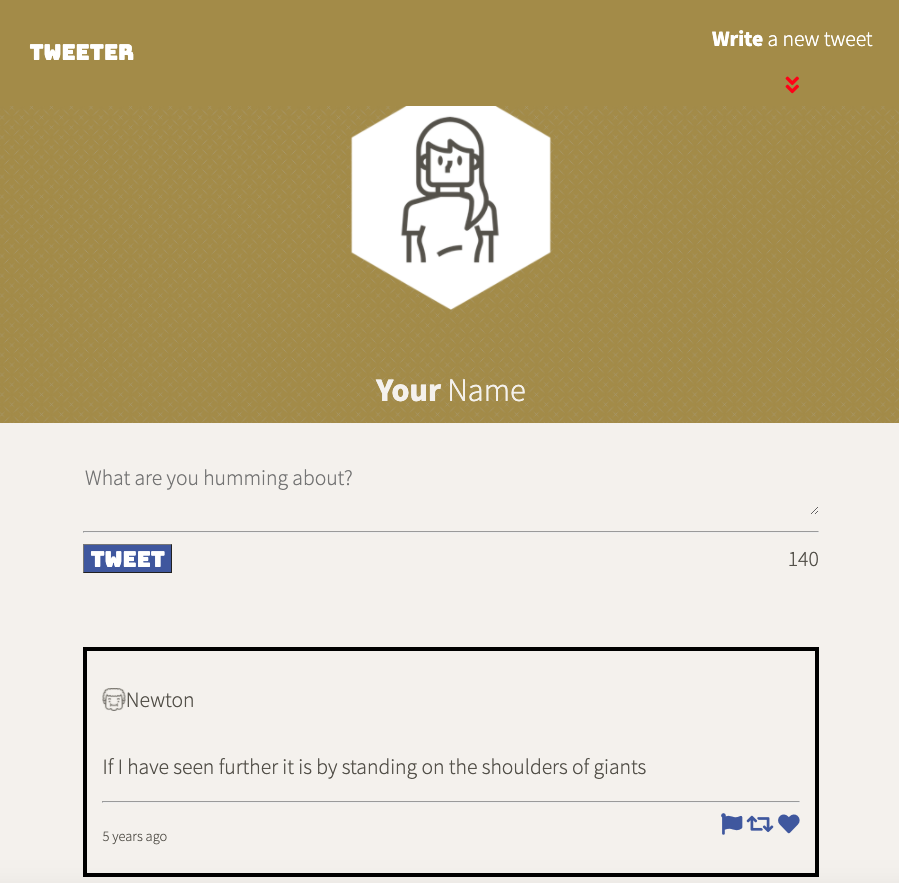 TWEETER
Write a new tweet
Your Name
What are you humming about?
TWEET
140
Newton
If I have seen further it is by standing on the shoulders of giants
5 years ago